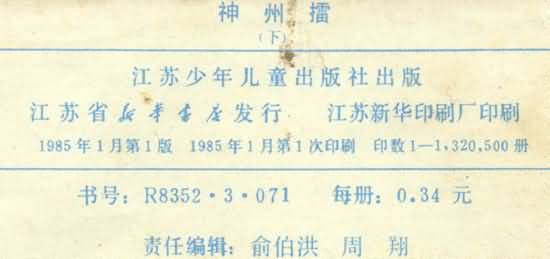 神州擂
（下）
江苏少年儿童出版社出版
江苏省新华书店发行 江苏新华印刷厂印刷
1985年1月第1版 1985年1月第1次印刷 印数1—1,320,500册
书号：R8352·3·071 每册：0.34元
责任编辑：俞伯洪 周翔